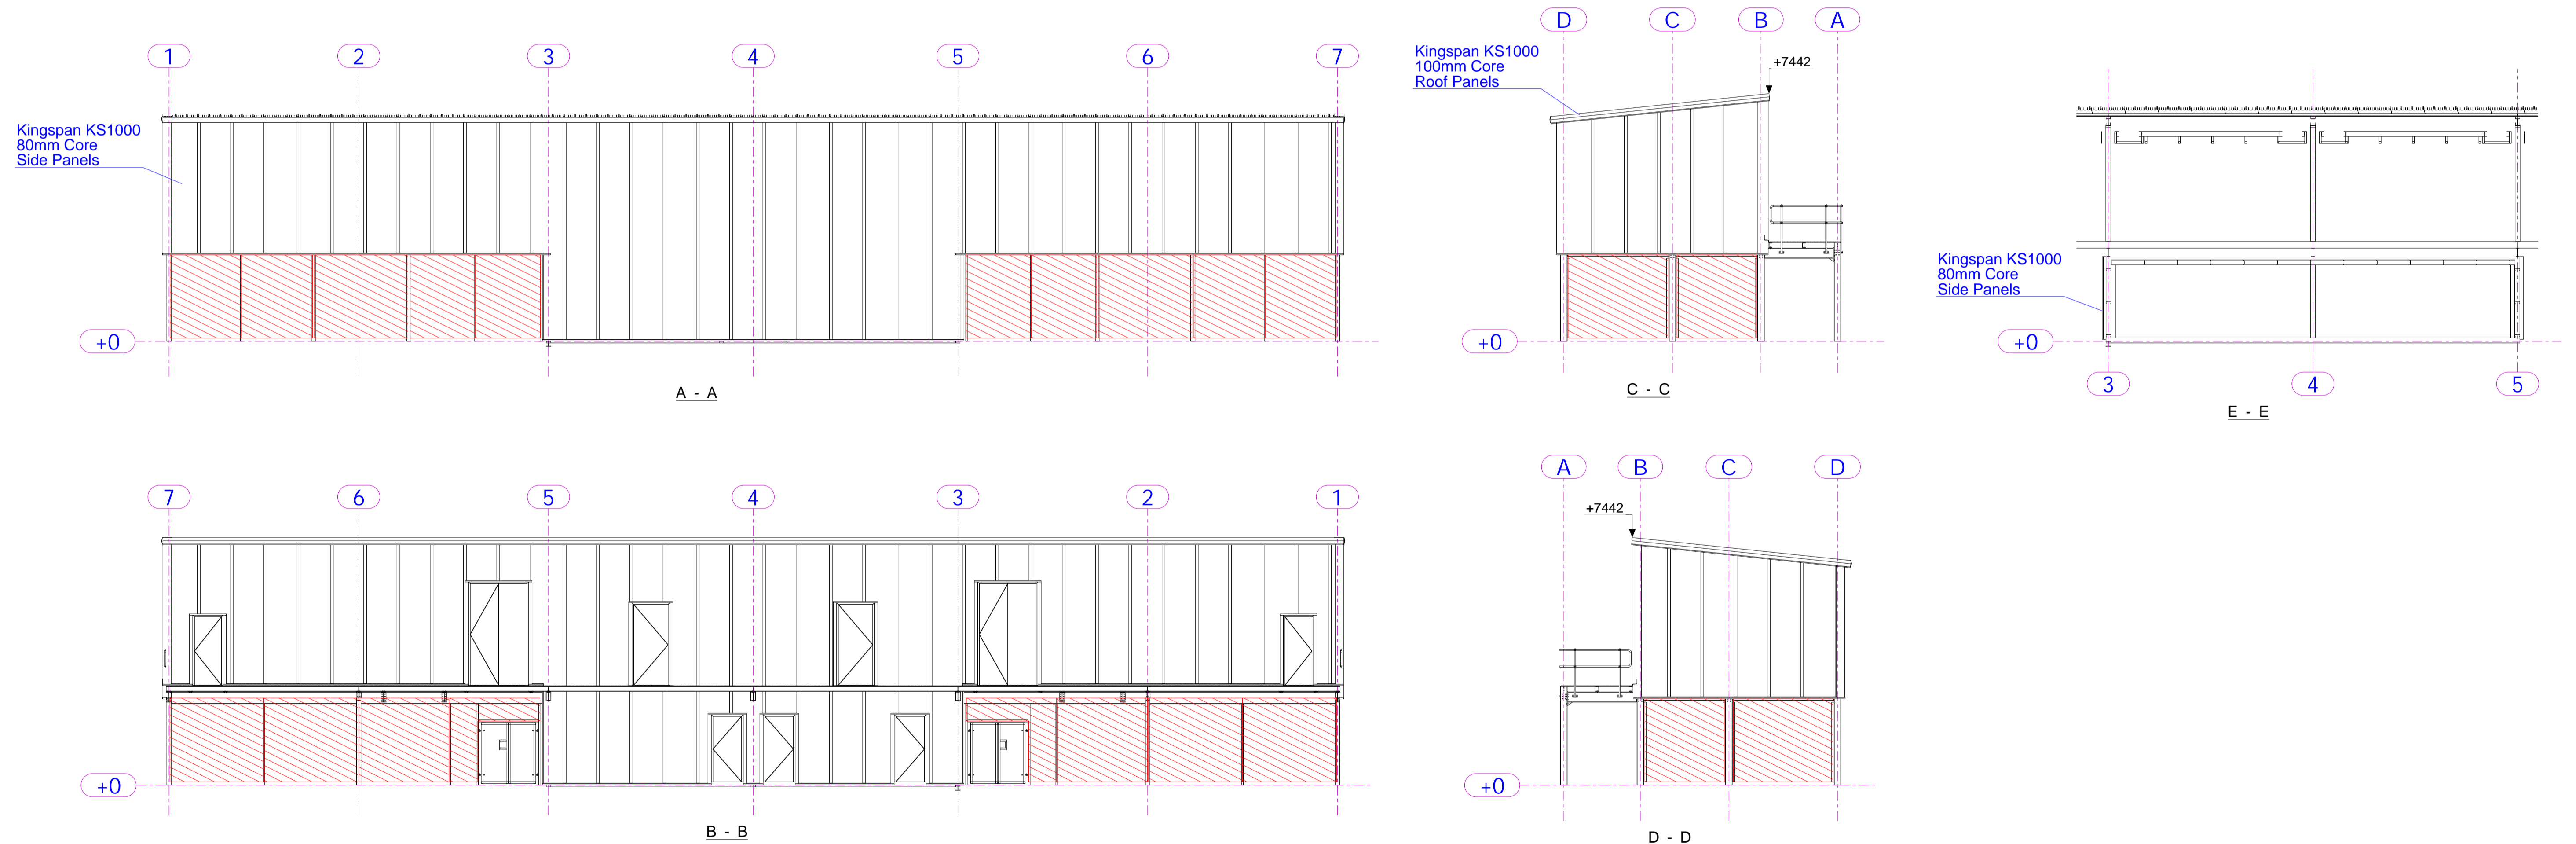 1
2
3
4
5
6
7
Kingspan KS1000
80mm Core
Side Panels
+0
A - A
D
C
B
A
Kingspan KS1000
100mm Core
Roof Panels
+7442
+0
C - C
Kingspan KS1000
80mm Core
Side Panels
+0
3
4
5
E - E
7
6
5
4
3
2
1
+0
B - B
A
B
C
D
+7442
+0
D - D